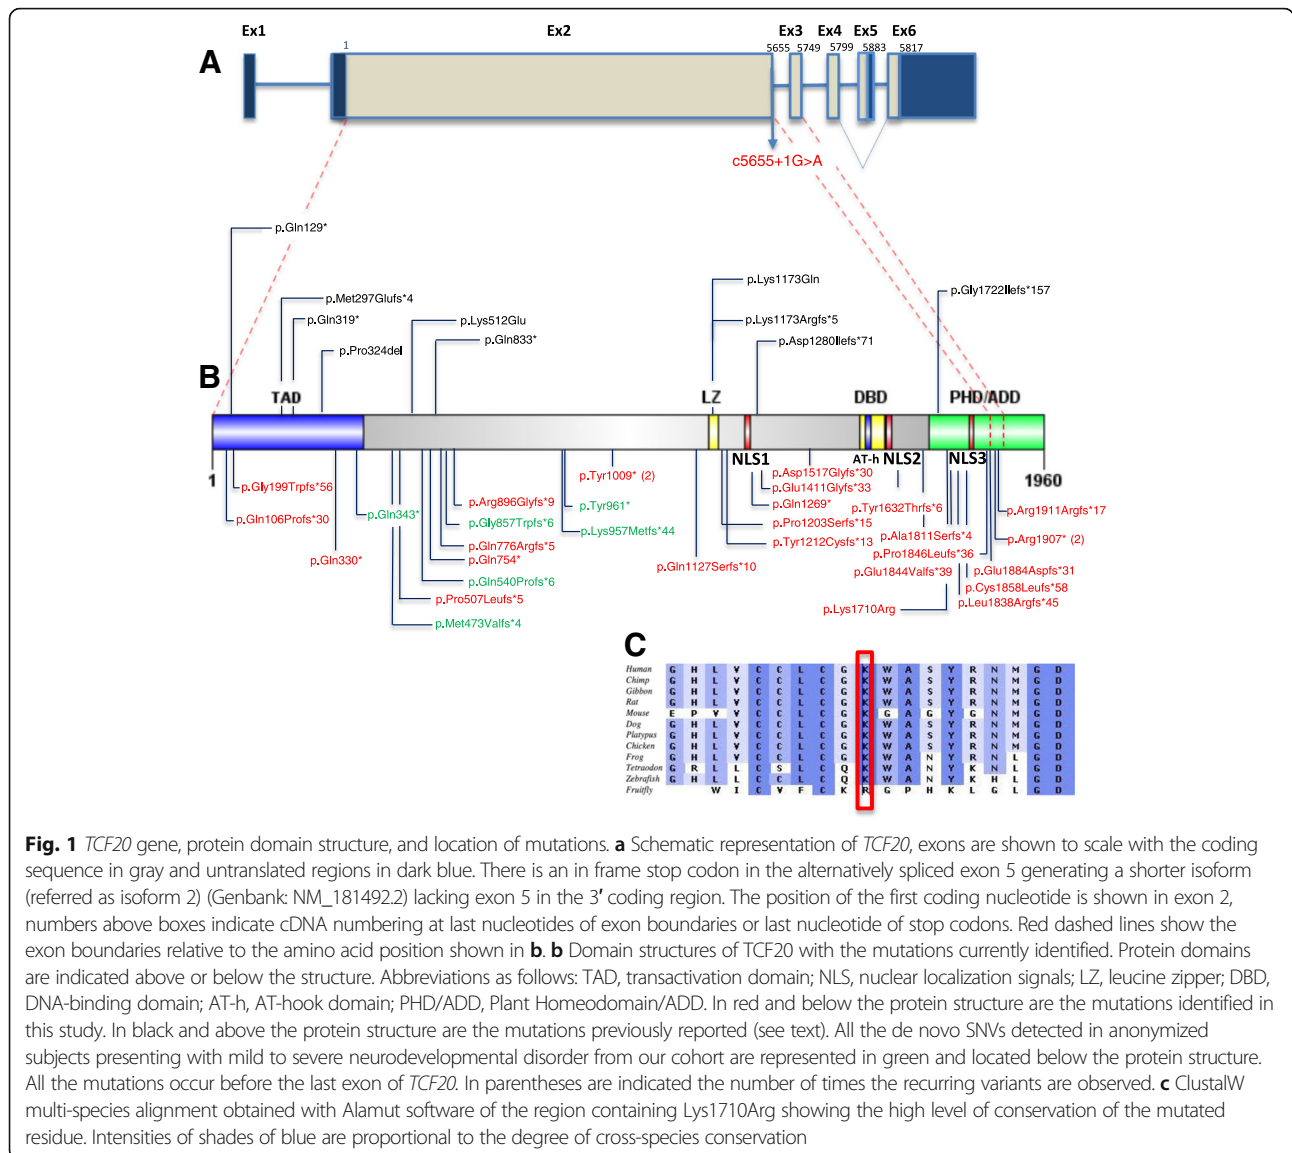 Ex1
Ex2
Ex3
Ex4
Ex5
Ex6
1
5655
5749
5799
5883
5817
A
c5655+1G>A
p.Gln129*
p.Met297Glufs*4
p.Gln319*
p.Pro324del
p.Lys512Glu
p.Gln833*
p.Lys1173Gln
p.Lys1173Argfs*5
p.Asp1280Ilefs*71
p.Gly1722Ilefs*157
B
TAD
LZ
DBD
PHD/ADD
1
NLS1
AT-h
NLS2
NLS3
1960
p.Gly199Trpfs*56
p.Gln106Profs*30
p.Gln330*
p.Gln343*
p.Arg896Glyfs*9
p.Gly857Trpfs*6
p.Gln776Argfs*5
p.Gln754*
p.Gln540Profs*6
p.Pro507Leufs*5
p.Met473Valfs*4
p.Tyr1009* (2)
p.Tyr961*
p.Lys957Metfs*44
p.Gln1127Serfs*10
p.Asp1517Glyfs*30
p.Glu1411Glyfs*33
p.Gln1269*
p.Pro1203Serfs*15
p.Tyr1212Cysfs*13
p.Tyr1632Thrfs*6
p.Ala1811Serfs*4
p.Pro1846Leufs*36
p.Glu1844Valfs*39
p.Lys1710Arg
p.Arg1911Argfs*17
p.Arg1907* (2)
p.Glu1884Aspfs*31
p.Cys1858Leufs*58
p.Leu1838Argfs*45
C
Human G H L V C C L C G K W A S Y R N M G D
Chimp G H L V C C L C G K W A S Y R N M G D
Gibbon G H L V C C L C G K W A S Y R N M G D
Rat G H L V C C L C G K W A S Y R N M G D
Mouse E P V V C C L C G K G A G Y G N M G D
Dog G H L V C C L C G K W A S Y R N M G D
Platypus G H L V C C L C G K W A S Y R N M G D
Chicken G H L V C C L C G K W A S Y R N M G D
Frog G H L V C C L C G K W A N Y R N L G D
Tetraodon G R L L C S L C Q K W A N Y K N L G D
Zebrafish G H L L C C L C Q K W A N Y K H L G D
Fruitfly W I C V F C K R G P H K L G L G D
Fig. 1 TCF20 gene, protein domain structure, and location of mutations. a Schematic representation of TCF20, exons are shown to scale with the coding
sequence in gray and untranslated regions in dark blue. There is an in frame stop codon in the alternatively spliced exon 5 generating a shorter isoform
(referred as isoform 2) (Genbank: NM_181492.2) lacking exon 5 in the 3′ coding region. The position of the first coding nucleotide is shown in exon 2,
numbers above boxes indicate cDNA numbering at last nucleotides of exon boundaries or last nucleotide of stop codons. Red dashed lines show the
exon boundaries relative to the amino acid position shown in b. b Domain structures of TCF20 with the mutations currently identified. Protein domains
are indicated above or below the structure. Abbreviations as follows: TAD, transactivation domain; NLS, nuclear localization signals; LZ, leucine zipper; DBD,
DNA-binding domain; AT-h, AT-hook domain; PHD/ADD, Plant Homeodomain/ADD. In red and below the protein structure are the mutations identified in
this study. In black and above the protein structure are the mutations previously reported (see text). All the de novo SNVs detected in anonymized
subjects presenting with mild to severe neurodevelopmental disorder from our cohort are represented in green and located below the protein structure.
All the mutations occur before the last exon of TCF20. In parentheses are indicated the number of times the recurring variants are observed. c ClustalW
multi-species alignment obtained with Alamut software of the region containing Lys1710Arg showing the high level of conservation of the mutated
residue. Intensities of shades of blue are proportional to the degree of cross-species conservation